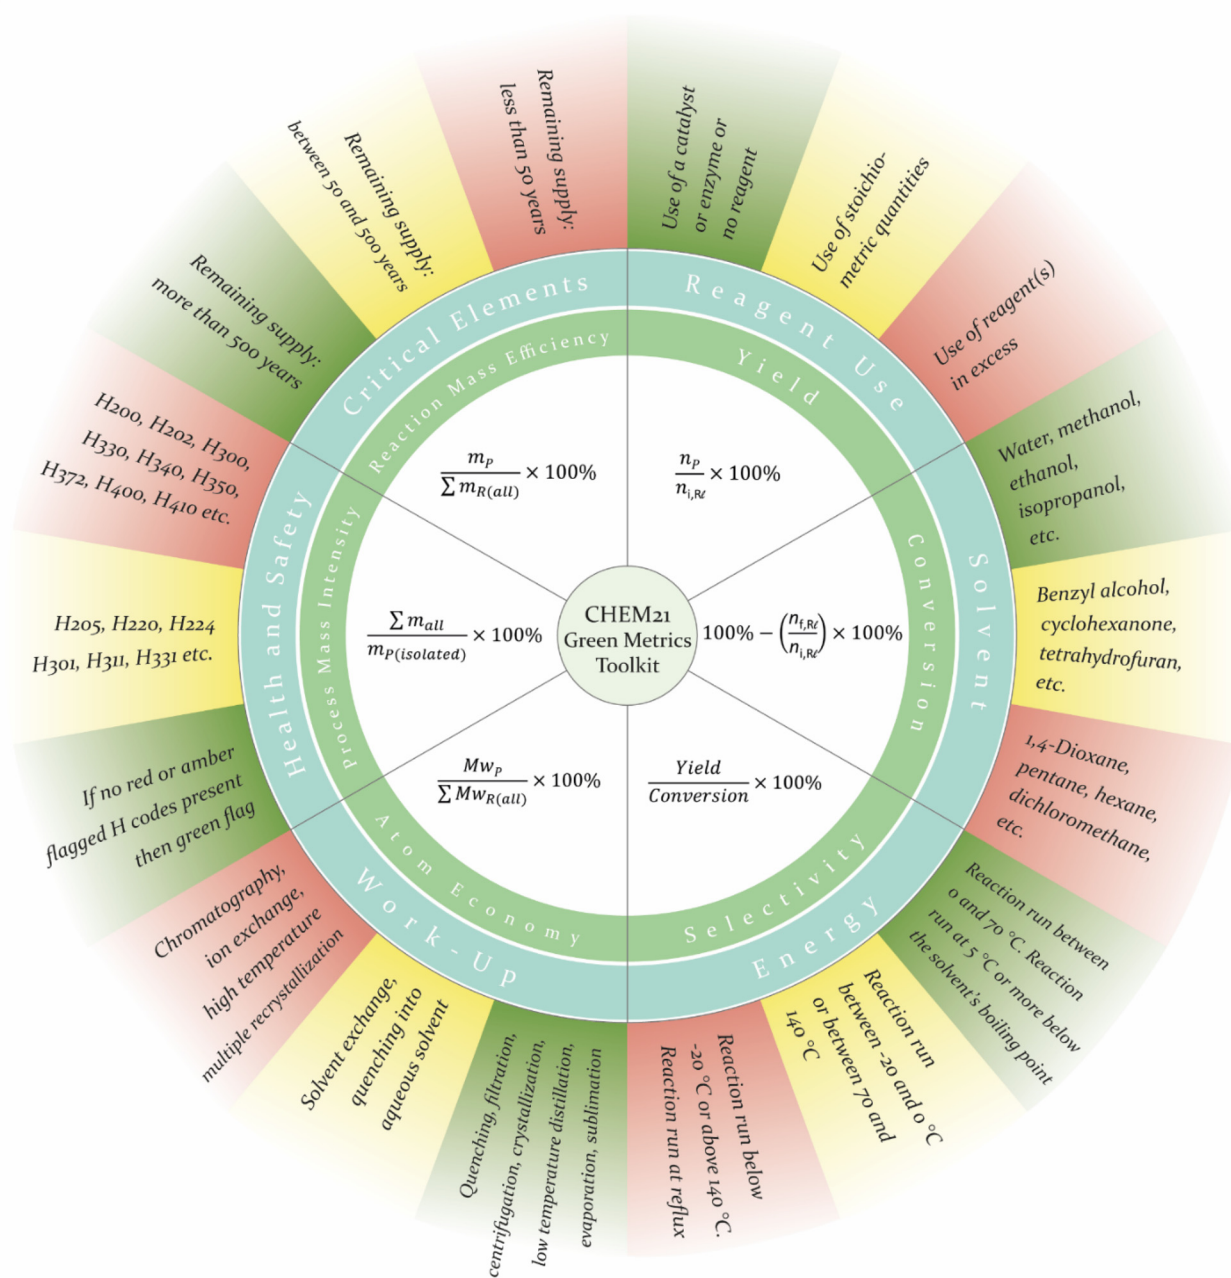 CHEM21
Green Metrics
Toolkit
Yield
n_P / n_i,Rℓ × 100%
Conversion
100% − (n_f,Rℓ / n_i,Rℓ) × 100%
Selectivity
Yield / Conversion × 100%
Atom Economy
Mw_P / ∑ Mw_R(all) × 100%
Process Mass Intensity
∑ m_all / m_P(isolated) × 100%
Reaction Mass Efficiency
m_P / ∑ m_R(all) × 100%
Reagent Use
Use of a catalyst
or enzyme or
no reagent
Use of stoichio-
metric quantities
Use of reagent(s)
in excess
Solvent
Water, methanol,
ethanol,
isopropanol,
etc.
Benzyl alcohol,
cyclohexanone,
tetrahydrofuran,
etc.
1,4-Dioxane,
pentane, hexane,
dichloromethane,
etc.
Energy
Reaction run between
0 and 70 °C. Reaction
run at 5 °C or more below
the solvent's boiling point
Reaction run
between -20 and 0 °C
or between 70 and
140 °C
Reaction run below
-20 °C or above 140 °C.
Reaction run at reflux
Work-Up
Quenching, filtration,
centrifugation, crystallization,
low temperature distillation,
evaporation, sublimation
Solvent exchange,
quenching into
aqueous solvent
Chromatography,
ion exchange,
high temperature
multiple recrystallization
Health and Safety
If no red or amber
flagged H codes present
then green flag
H205, H220, H224
H301, H311, H331 etc.
H200, H202, H300,
H330, H340, H350,
H372, H400, H410 etc.
Critical Elements
Remaining supply:
more than 500 years
Remaining supply:
between 50 and 500 years
Remaining supply:
less than 50 years